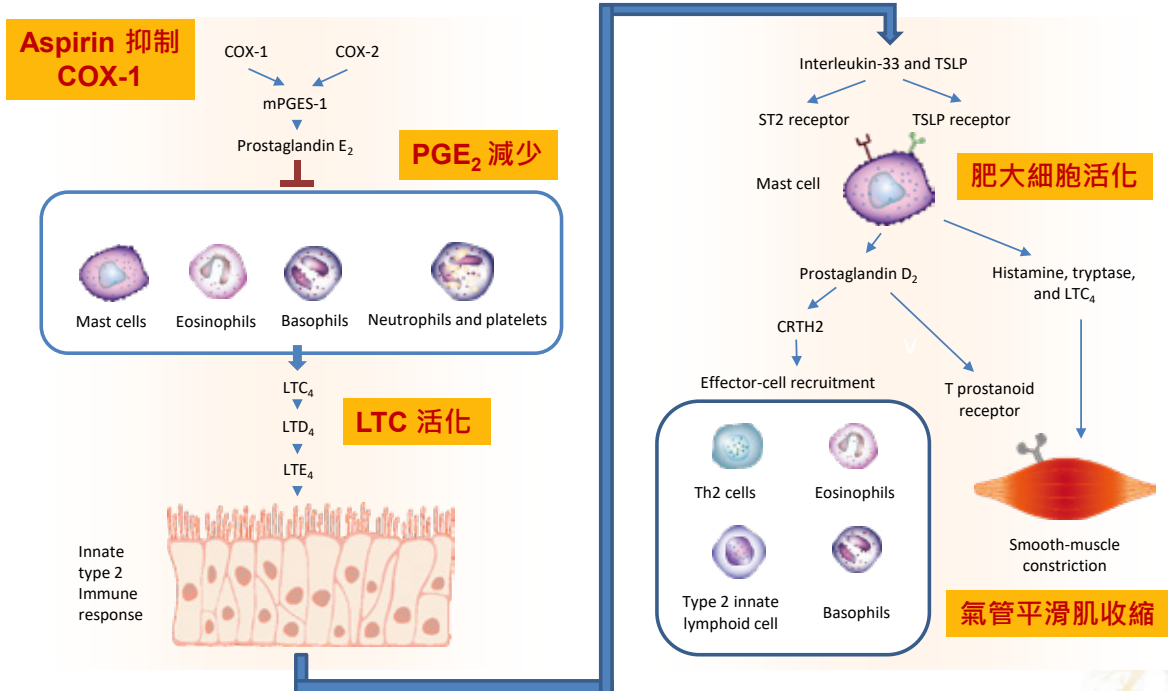 Aspirin 抑制
COX-1
COX-1
COX-2
mPGES-1
Prostaglandin E₂
PGE₂ 減少
Mast cells
Eosinophils
Basophils
Neutrophils and platelets
LTC₄
LTD₄
LTE₄
LTC 活化
Innate
type 2
Immune
response
Interleukin-33 and TSLP
ST2 receptor
TSLP receptor
Mast cell
肥大細胞活化
Prostaglandin D₂
Histamine, tryptase,
and LTC₄
CRTH2
V
Effector-cell recruitment
T prostanoid
receptor
Th2 cells
Eosinophils
Type 2 innate
lymphoid cell
Basophils
Smooth-muscle
constriction
氣管平滑肌收縮